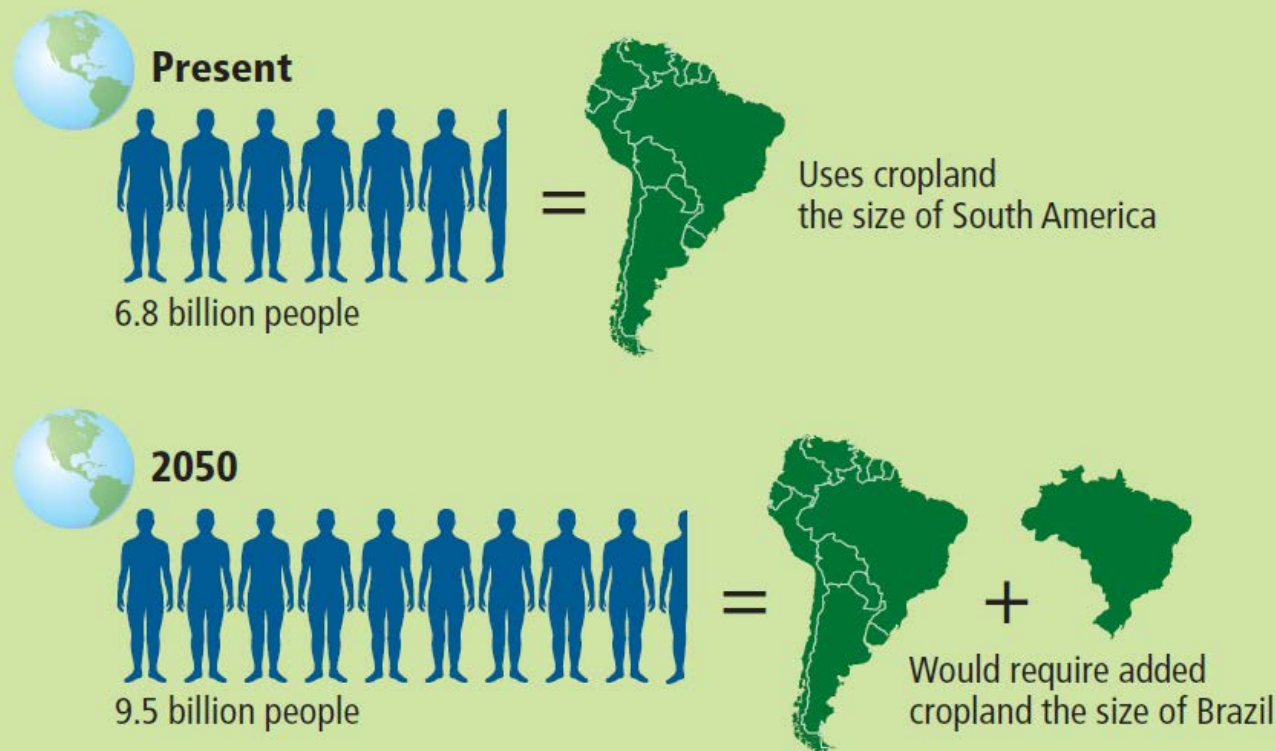 Present
Uses cropland
the size of South America
6.8 billion people
=
2050
9.5 billion people
=
+
Would require added
cropland the size of Brazil